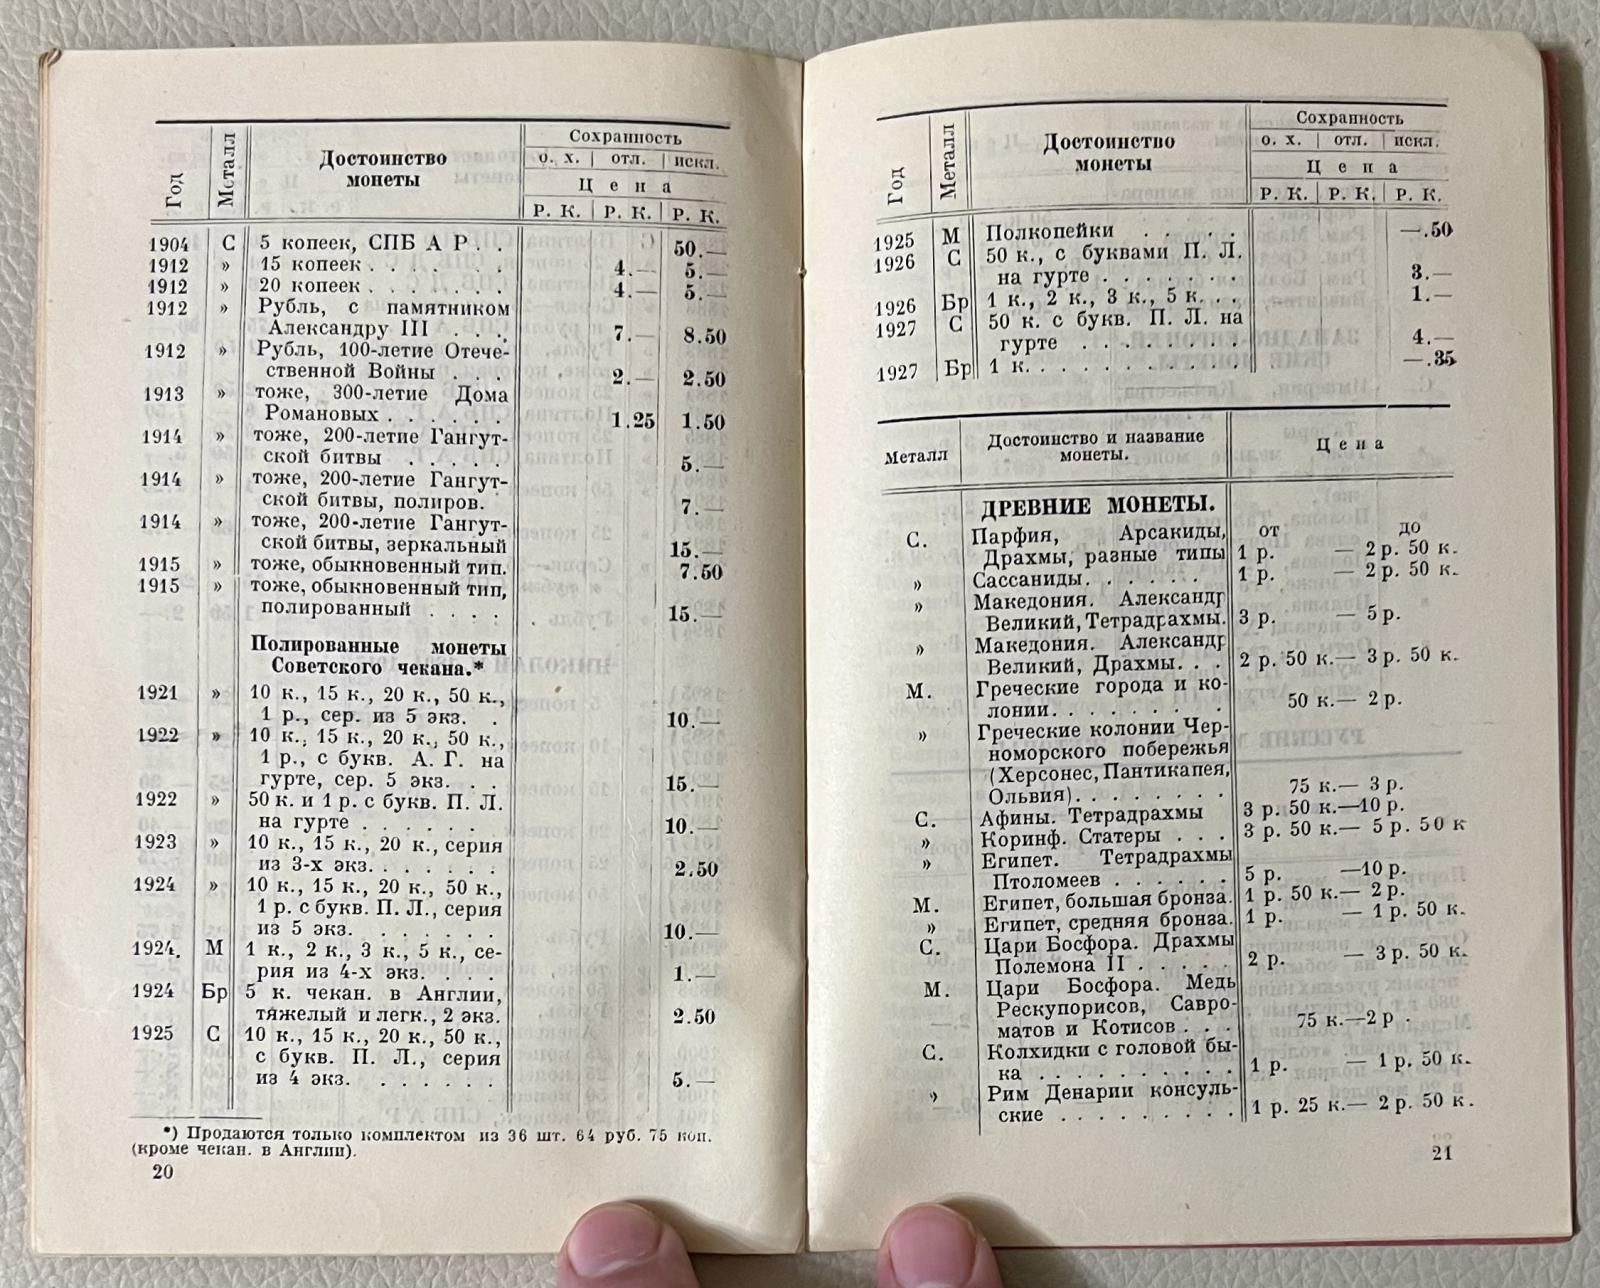 Год
Металл
Достоинство
монеты
Сохранность
о. х. | отл. | искл.
Цена
Р. К. | Р. К. | Р. К.
1904 С 5 копеек, СПБ А Р . . 50.—
1912 » 15 копеек . . . . . . 4.— 5.—
1912 » 20 копеек . . . . . . 4.— 5.—
1912 » Рубль, с памятником
Александру III . . . 7.— 8.50
1912 » Рубль, 100-летие Отече-
ственной Войны . . . 2.— 2.50
1913 » тоже, 300-летие Дома
Романовых . . . . . . 1.25 1.50
1914 » тоже, 200-летие Гангут-
ской битвы . . . . . 5.—
1914 » тоже, 200-летие Гангут-
ской битвы, полиров. 7.—
1914 » тоже, 200-летие Гангут-
ской битвы, зеркальный 15.—
1915 » тоже, обыкновенный тип. 7.50
1915 » тоже, обыкновенный тип,
полированный . . . . 15.—
Полированные монеты
Советского чекана.*
1921 » 10 к., 15 к., 20 к., 50 к.,
1 р., сер. из 5 экз. . . 10.—
1922 » 10 к., 15 к., 20 к., 50 к.,
1 р., с букв. А. Г. на
гурте, сер. 5 экз. . . 15.—
1922 » 50 к. и 1 р. с букв. П. Л.
на гурте . . . . . . 10.—
1923 » 10 к., 15 к., 20 к., серия
из 3-х экз. . . . . . 2.50
1924 » 10 к., 15 к., 20 к., 50 к.,
1 р. с букв. П. Л., серия
из 5 экз. . . . . . . 10.—
1924. М 1 к., 2 к., 3 к., 5 к., се-
рия из 4-х экз. . . . 1.—
1924 Бр 5 к. чекан. в Англии,
тяжелый и легк., 2 экз. 2.50
1925 С 10 к., 15 к., 20 к., 50 к.,
с букв. П. Л., серия
из 4 экз. . . . . . . 5.—
*) Продаются только комплектом из 36 шт. 64 руб. 75 коп.
(кроме чекан. в Англии).
20
Год
Металл
Достоинство
монеты
Сохранность
о. х. | отл. | искл.
Цена
Р. К. | Р. К. | Р. К.
1925 М Полкопейки . . . . . —.50
1926 С 50 к., с буквами П. Л.
на гурте . . . . . . . 3.—
1926 Бр 1 к., 2 к., 3 к., 5 к. . . 1.—
1927 С 50 к. с букв. П. Л. на
гурте . . . . . . . . 4.—
1927 Бр 1 к. . . . . . . . . . . —.35
Металл
Достоинство и название
монеты.
Цена
ДРЕВНИЕ МОНЕТЫ.
от до
С. Парфия, Арсакиды,
Драхмы, разные типы 1 р. — 2 р. 50 к.
» Сассаниды. . . . . . . 1 р. — 2 р. 50 к.
» Македония. Александр
Великий, Тетрадрахмы. 3 р. — 5 р.
» Македония. Александр
Великий, Драхмы. . . 2 р. 50 к.— 3 р. 50 к.
М. Греческие города и ко-
лонии. . . . . . . . 50 к.— 2 р.
» Греческие колонии Чер-
номорского побережья
(Херсонес, Пантикапея,
Ольвия). . . . . . . . 75 к.— 3 р.
С. Афины. Тетрадрахмы 3 р. 50 к.—10 р.
» Коринф. Статеры . . . 3 р. 50 к.— 5 р. 50 к
» Египет. Тетрадрахмы
Птоломеев . . . . . . 5 р. —10 р.
М. Египет, большая бронза. 1 р. 50 к.— 2 р.
» Египет, средняя бронза. 1 р. — 1 р. 50 к.
С. Цари Босфора. Драхмы
Полемона II . . . . . 2 р. — 3 р. 50 к.
М. Цари Босфора. Медь
Рескупорисов, Савро-
матов и Котисов . . . 75 к.—2 р .
С. Колхидки с головой бы-
ка . . . . . . . . . . 1 р. — 1 р. 50 к.
» Рим Денарии консуль-
ские . . . . . . . . . 1 р. 25 к.— 2 р. 50 к.
21